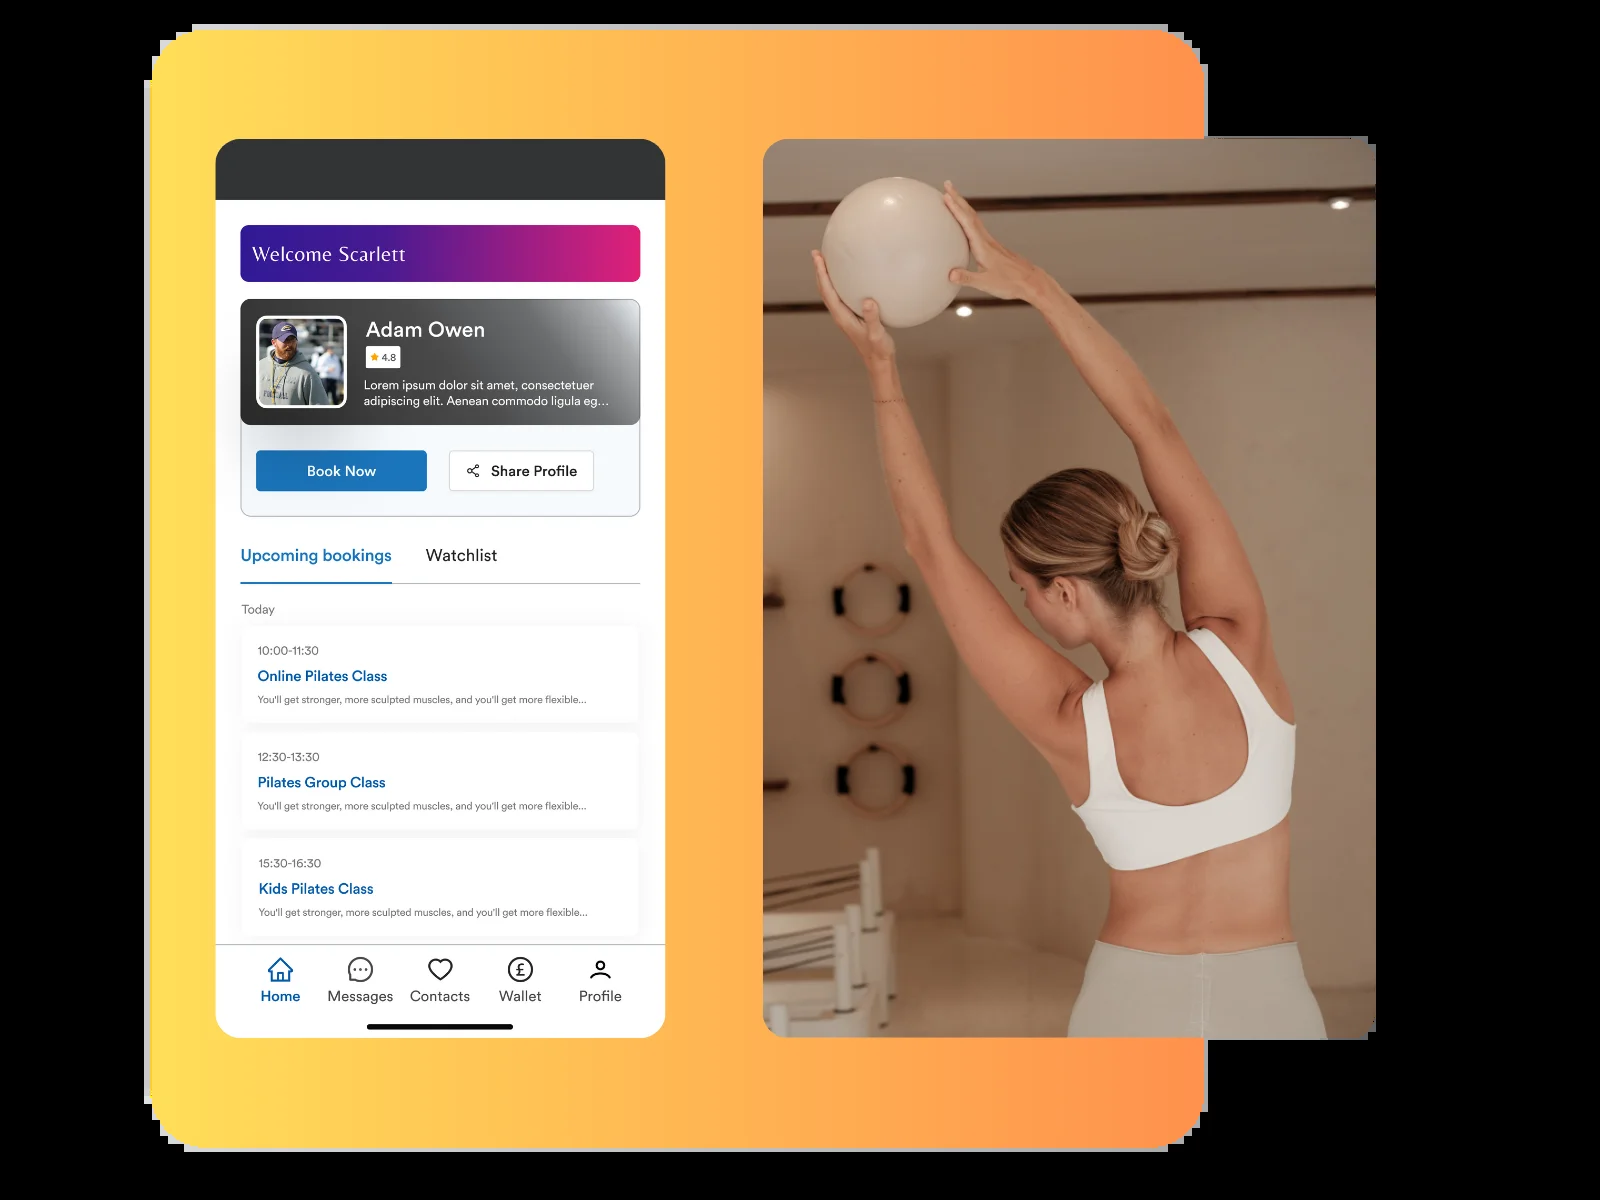 Welcome Scarlett
Adam Owen
4.8
Lorem ipsum dolor sit amet, consectetuer
adipiscing elit. Aenean commodo ligula eg...
Book Now
Share Profile
Upcoming bookings
Watchlist
Today
10:00-11:30
Online Pilates Class
You'll get stronger, more sculpted muscles, and you'll get more flexible...
12:30-13:30
Pilates Group Class
You'll get stronger, more sculpted muscles, and you'll get more flexible...
15:30-16:30
Kids Pilates Class
You'll get stronger, more sculpted muscles, and you'll get more flexible...
£
Home
Messages
Contacts
Wallet
Profile